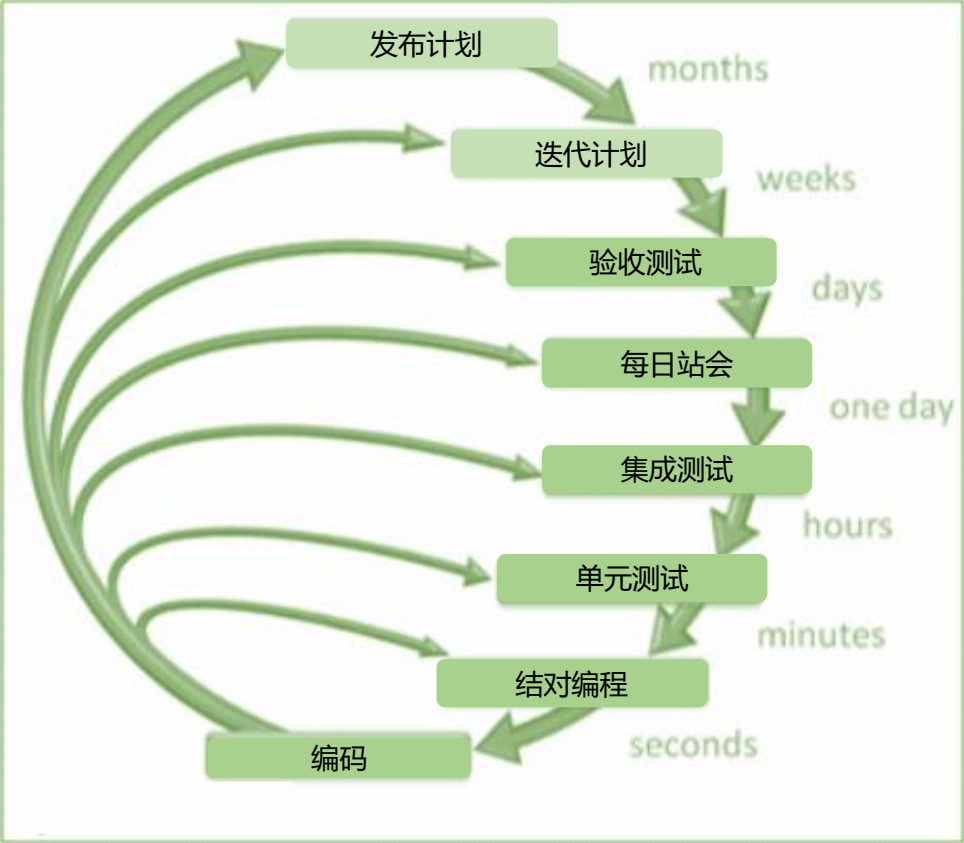 发布计划
months
迭代计划
weeks
验收测试
days
每日站会
one day
集成测试
hours
单元测试
minutes
结对编程
seconds
编码